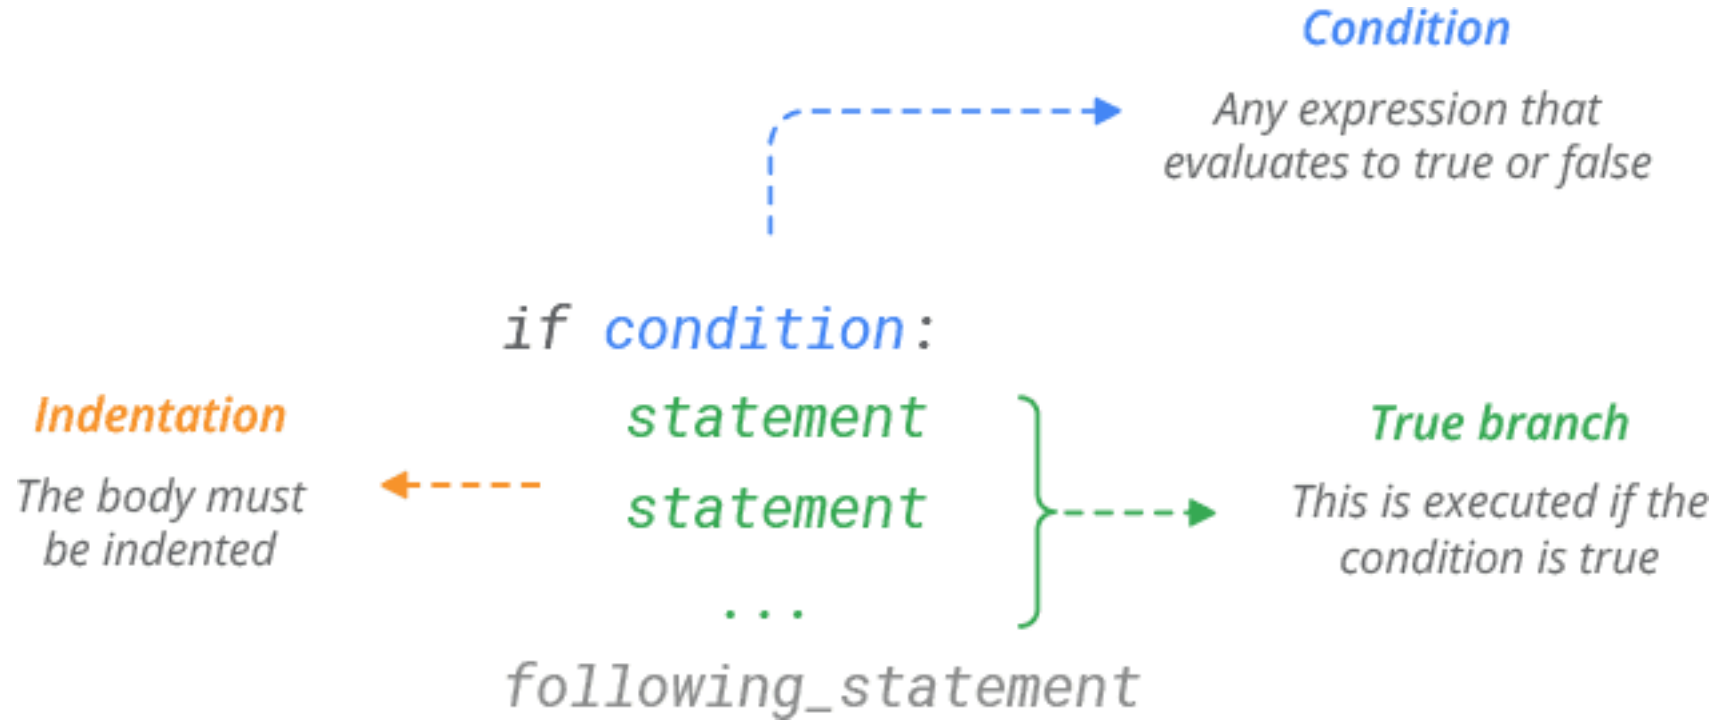 Condition
Any expression that
evaluates to true or false
if condition:
Indentation
The body must
be indented
statement
statement
...
True branch
This is executed if the
condition is true
following_statement